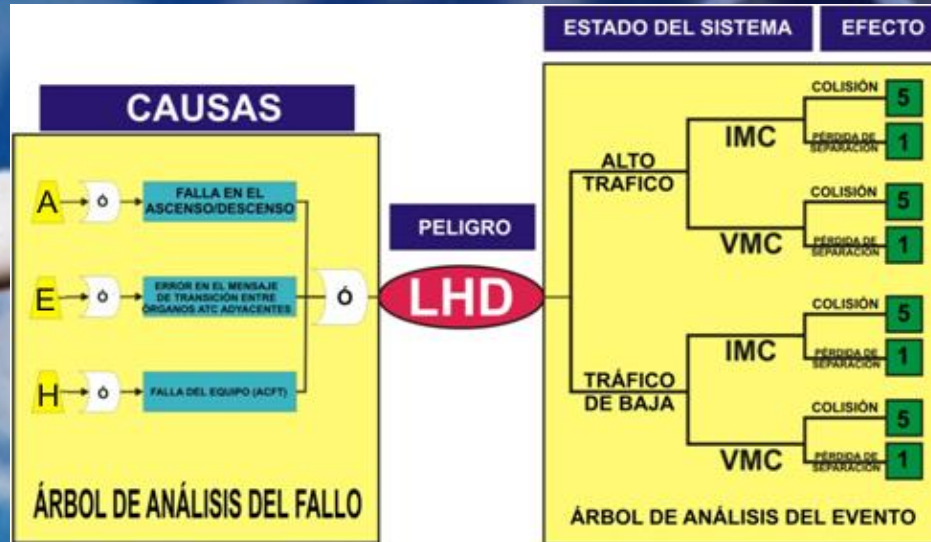 ESTADO DEL SISTEMA
EFECTO
CAUSAS
A
Ó
FALLA EN EL
ASCENSO/DESCENSO
E
Ó
ERROR EN EL MENSAJE
DE TRANSICIÓN ENTRE
ÓRGANOS ATC ADYACENTES
H
Ó
FALLA DEL EQUIPO (ACFT)
Ó
ÁRBOL DE ANÁLISIS DEL FALLO
PELIGRO
LHD
ALTO
TRAFICO
IMC
COLISIÓN
5
PÉRDIDA DE
SEPARACIÓN
1
VMC
COLISIÓN
5
PÉRDIDA DE
SEPARACIÓN
1
TRÁFICO
DE BAJA
IMC
COLISIÓN
5
PÉRDIDA DE
SEPARACIÓN
1
VMC
COLISIÓN
5
PÉRDIDA DE
SEPARACIÓN
1
ÁRBOL DE ANÁLISIS DEL EVENTO